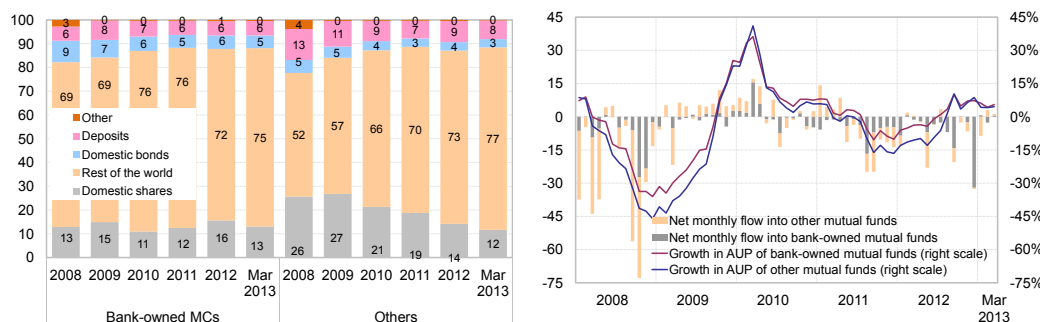 100
90
80
70
60
50
40
30
20
10
0
3 0 0 0 1 0 4 0 0 0 0 0
6 8 7 6 6 6 13 11 9 7 9 8
9 7 6 5 6 5 5 5 4 3 4 3
69 69 76 76 72 75 52 57 66 70 73 77
Other
Deposits
Domestic bonds
Rest of the world
Domestic shares
13 15 11 12 16 13 26 27 21 19 14 12
2008 2009 2010 2011 2012 Mar 2013 2008 2009 2010 2011 2012 Mar 2013
Bank-owned MCs Others
45 45%
30 30%
15 15%
0 0%
-15 -15%
-30 -30%
-45 -45%
-60 -60%
-75 -75%
Net monthly flow into other mutual funds
Net monthly flow into bank-owned mutual funds
Growth in AUP of bank-owned mutual funds (right scale)
Growth in AUP of other mutual funds (right scale)
2008 2009 2010 2011 2012 Mar
2013